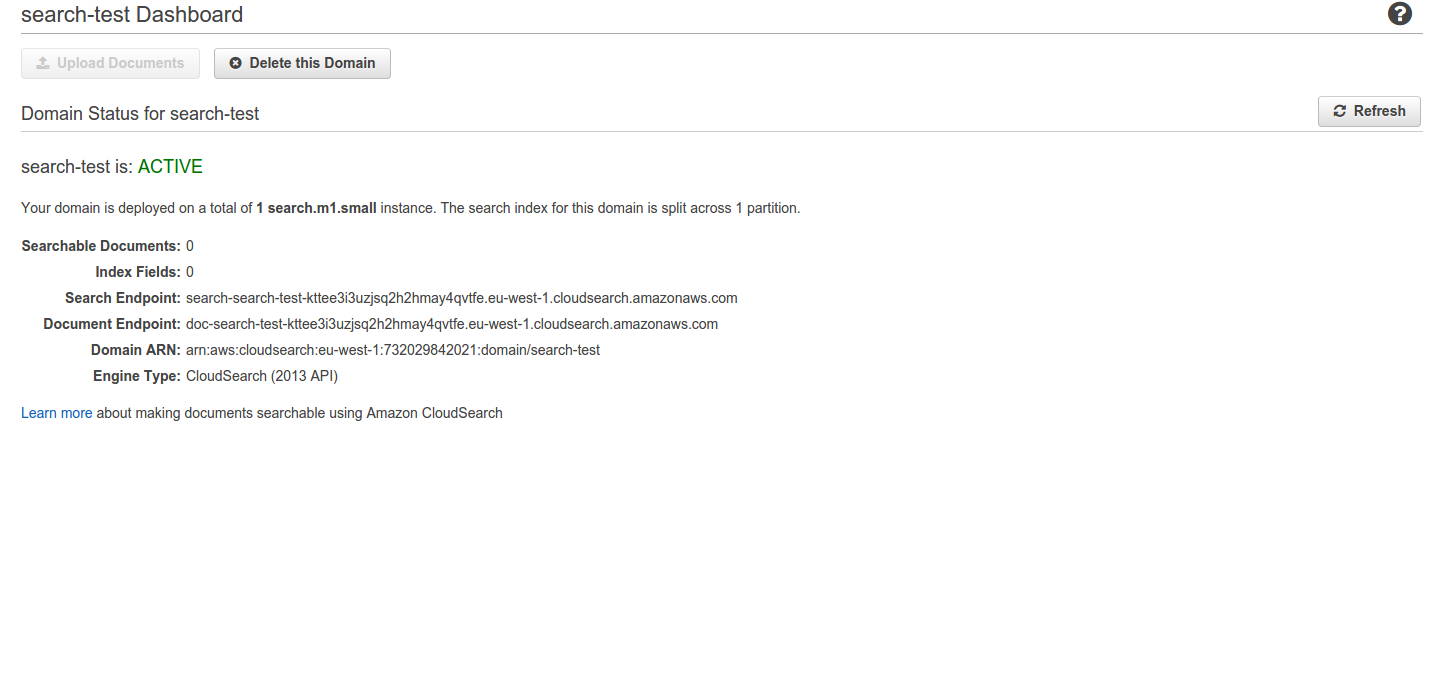 search-test Dashboard
?
Upload Documents
Delete this Domain
Domain Status for search-test
Refresh
search-test is: ACTIVE
Your domain is deployed on a total of 1 search.m1.small instance. The search index for this domain is split across 1 partition.
Searchable Documents: 0
Index Fields: 0
Search Endpoint: search-search-test-kttee3i3uzjsq2h2hmay4qvtfe.eu-west-1.cloudsearch.amazonaws.com
Document Endpoint: doc-search-test-kttee3i3uzjsq2h2hmay4qvtfe.eu-west-1.cloudsearch.amazonaws.com
Domain ARN: arn:aws:cloudsearch:eu-west-1:732029842021:domain/search-test
Engine Type: CloudSearch (2013 API)
Learn more about making documents searchable using Amazon CloudSearch